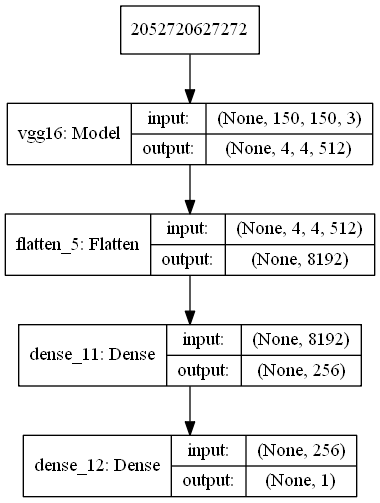 2052720627272
vgg16: Model
input:
(None, 150, 150, 3)
output:
(None, 4, 4, 512)
flatten_5: Flatten
input:
(None, 4, 4, 512)
output:
(None, 8192)
dense_11: Dense
input:
(None, 8192)
output:
(None, 256)
dense_12: Dense
input:
(None, 256)
output:
(None, 1)